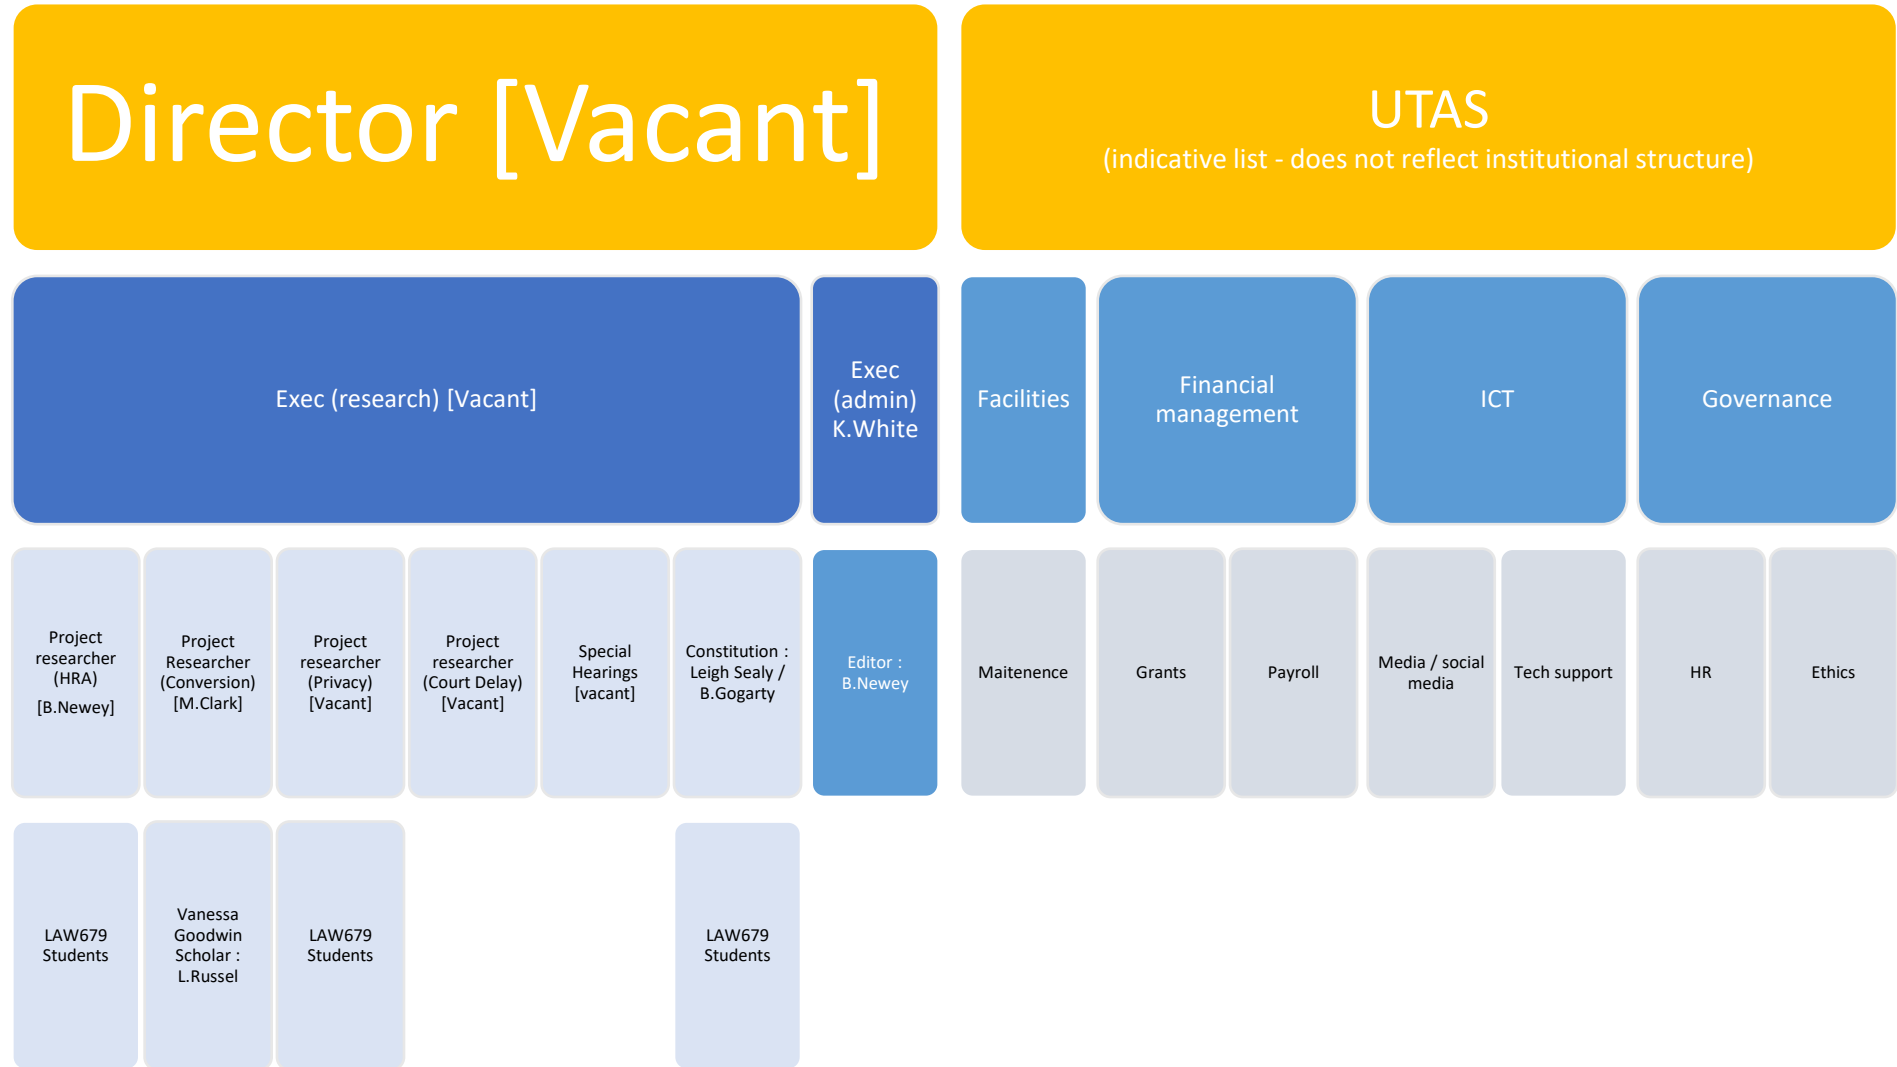 Director [Vacant]
UTAS
(indicative list - does not reflect institutional structure)
Exec (research) [Vacant]
Exec
(admin)
K.White
Facilities
Financial
management
ICT
Governance
Project
researcher
(HRA)
[B.Newey]
Project
Researcher
(Conversion)
[M.Clark]
Project
researcher
(Privacy)
[Vacant]
Project
researcher
(Court Delay)
[Vacant]
Special
Hearings
[vacant]
Constitution :
Leigh Sealy /
B.Gogarty
Editor :
B.Newey
Maitenence
Grants
Payroll
Media / social
media
Tech support
HR
Ethics
LAW679
Students
Vanessa
Goodwin
Scholar :
L.Russel
LAW679
Students
LAW679
Students